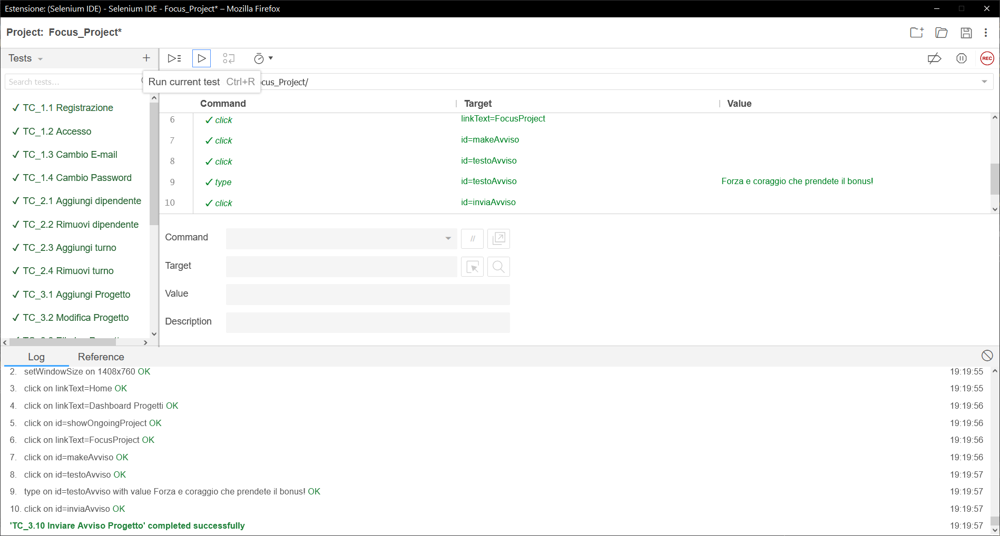 Estensione: (Selenium IDE) - Selenium IDE - Focus_Project* – Mozilla Firefox
Project: Focus_Project*
Tests
Search tests...
Run current test Ctrl+R
cus_Project/
TC_1.1 Registrazione
TC_1.2 Accesso
TC_1.3 Cambio E-mail
TC_1.4 Cambio Password
TC_2.1 Aggiungi dipendente
TC_2.2 Rimuovi dipendente
TC_2.3 Aggiungi turno
TC_2.4 Rimuovi turno
TC_3.1 Aggiungi Progetto
TC_3.2 Modifica Progetto
REC
Command Target Value
6 click linkText=FocusProject
7 click id=makeAvviso
8 click id=testoAvviso
9 type id=testoAvviso Forza e coraggio che prendete il bonus!
10 click id=inviaAvviso
Command //
Target
Value
Description
Log Reference
2. setWindowSize on 1408x760 OK 19:19:55
3. click on linkText=Home OK 19:19:55
4. click on linkText=Dashboard Progetti OK 19:19:56
5. click on id=showOngoingProject OK 19:19:56
6. click on linkText=FocusProject OK 19:19:56
7. click on id=makeAvviso OK 19:19:56
8. click on id=testoAvviso OK 19:19:57
9. type on id=testoAvviso with value Forza e coraggio che prendete il bonus! OK 19:19:57
10. click on id=inviaAvviso OK 19:19:57
'TC_3.10 Inviare Avviso Progetto' completed successfully 19:19:57